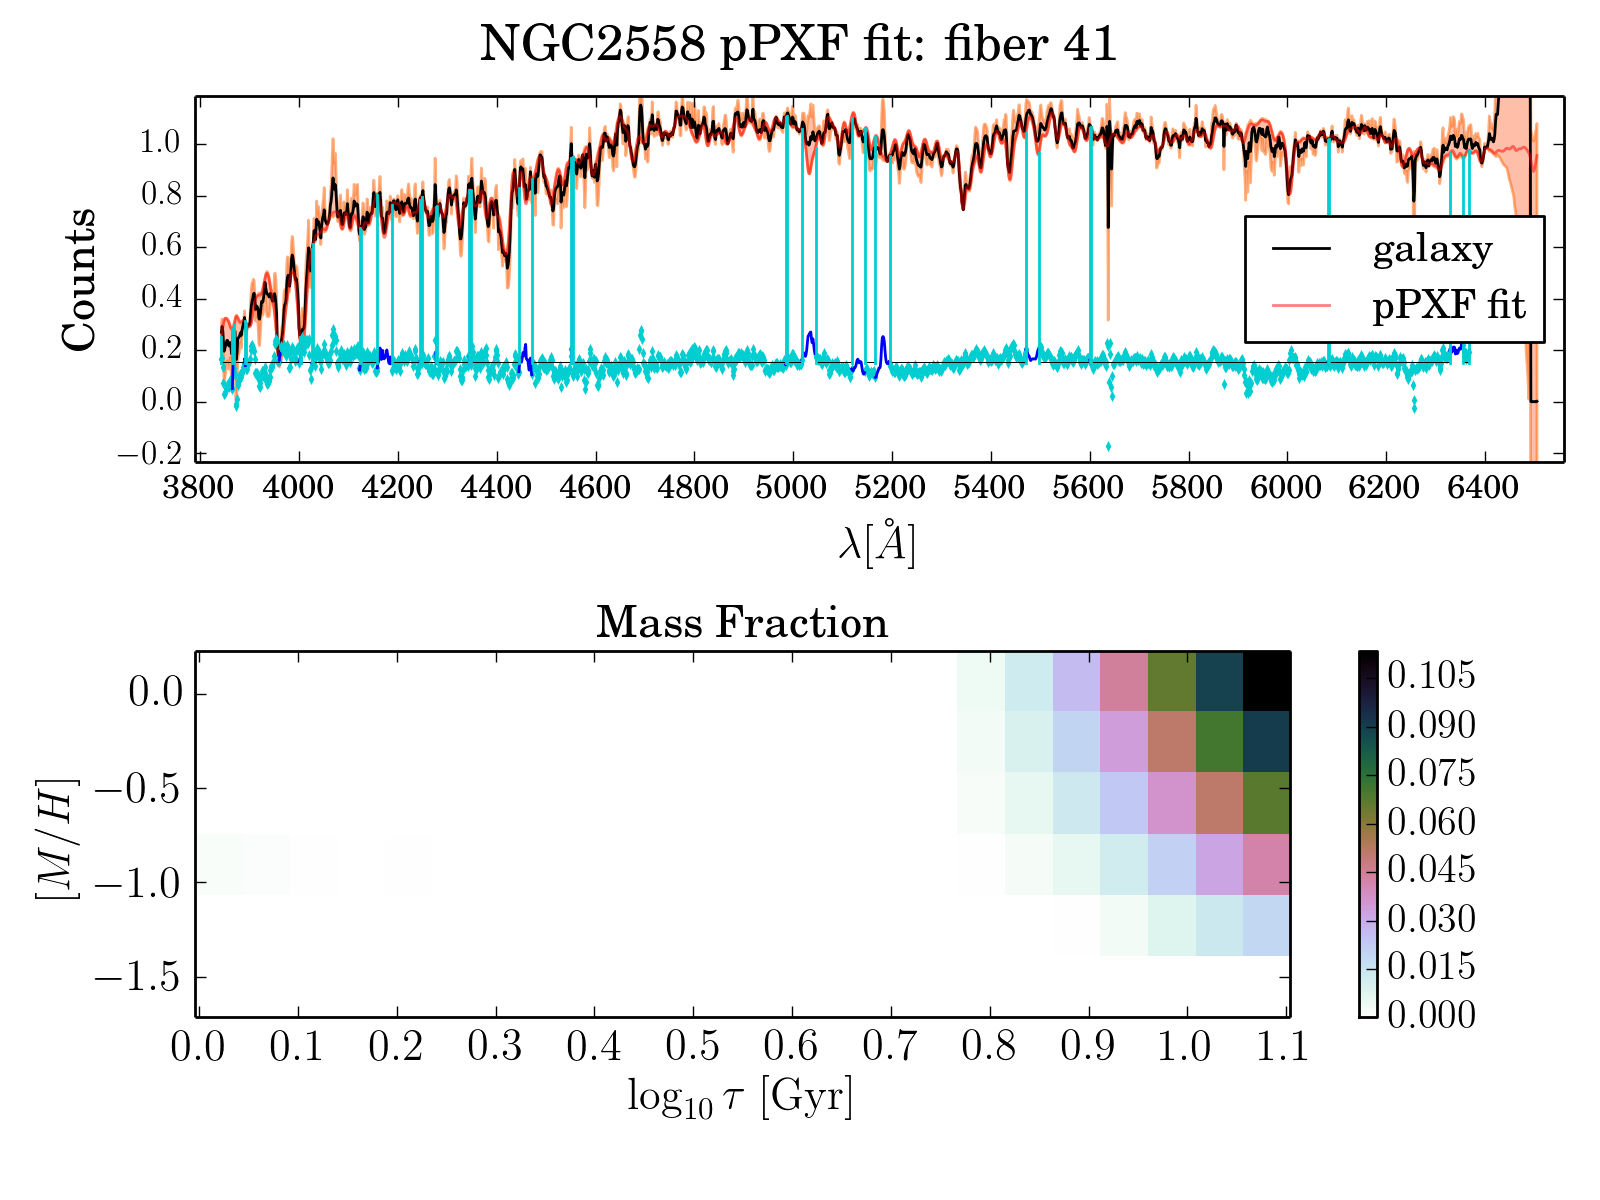 NGC2558 pPXF fit: fiber 41
Counts
1.0
0.8
0.6
0.4
0.2
0.0
−0.2
galaxy
pPXF fit
3800 4000 4200 4400 4600 4800 5000 5200 5400 5600 5800 6000 6200 6400
λ[Å]
Mass Fraction
[M/H]
0.0
−0.5
−1.0
−1.5
0.0 0.1 0.2 0.3 0.4 0.5 0.6 0.7 0.8 0.9 1.0 1.1
log₁₀ τ [Gyr]
0.105
0.090
0.075
0.060
0.045
0.030
0.015
0.000